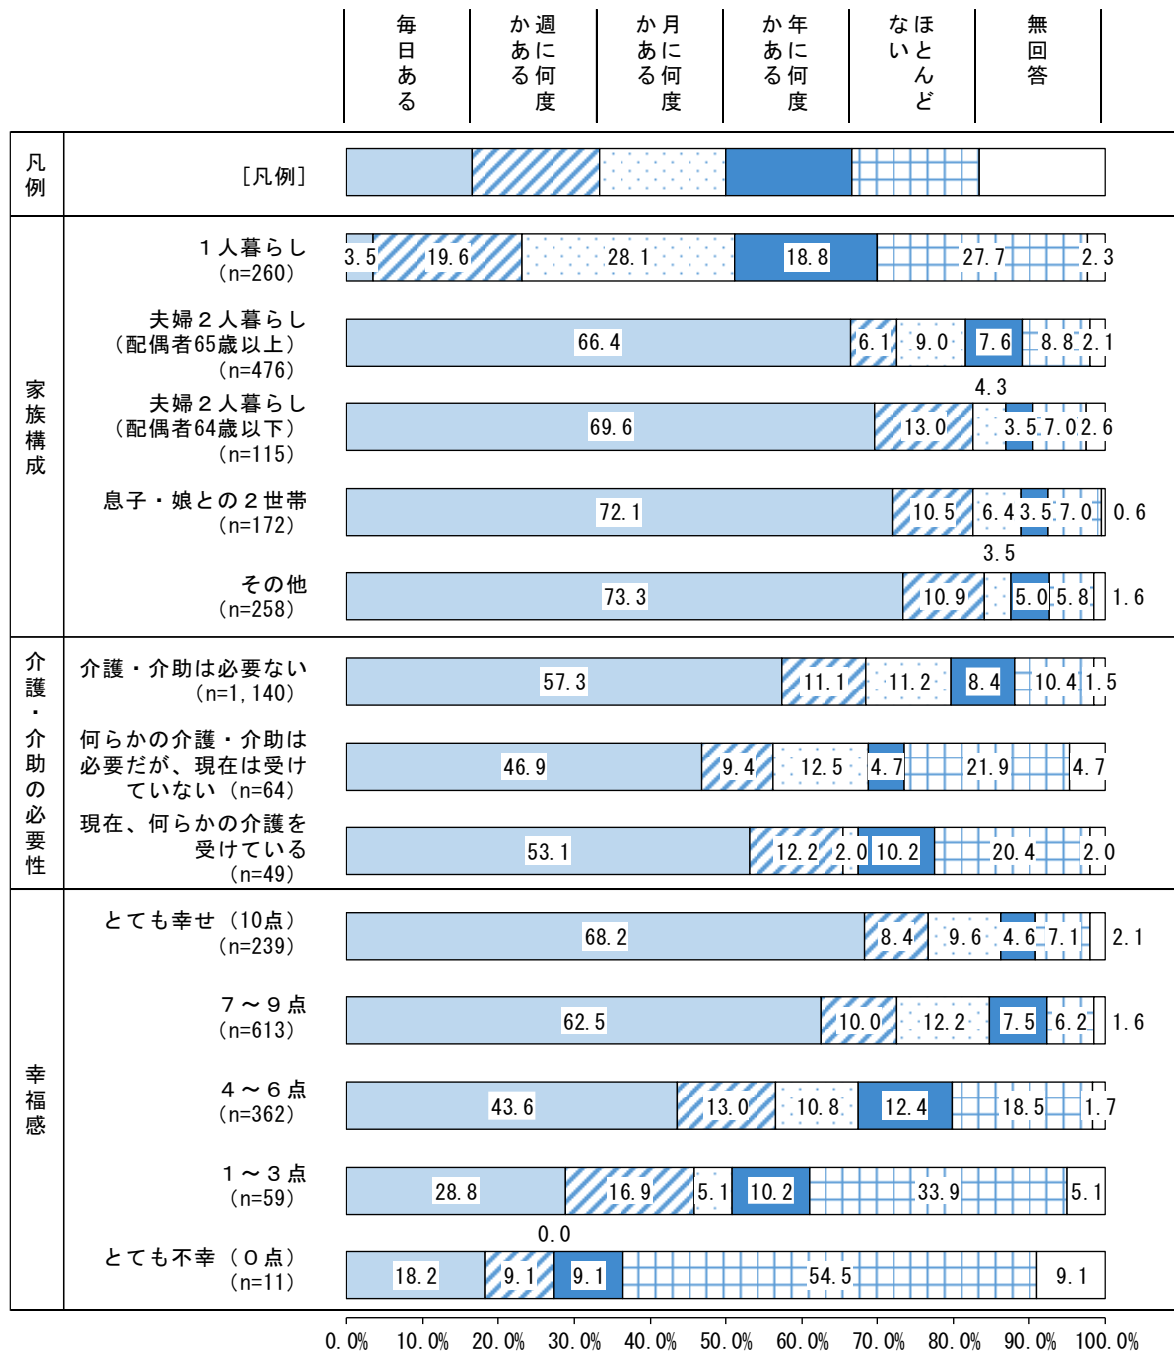 毎日ある
週に何度
かある
月に何度
かある
年に何度
かある
ほとんど
ない
無回答
凡例
[凡例]
家族構成
1人暮らし
(n=260)
3.5 19.6 28.1 18.8 27.7 2.3
夫婦2人暮らし
(配偶者65歳以上)
(n=476)
66.4 6.1 9.0 7.6 8.8 2.1
夫婦2人暮らし
(配偶者64歳以下)
(n=115)
69.6 13.0 4.3 3.5 7.0 2.6
息子・娘との2世帯
(n=172)
72.1 10.5 6.4 3.5 7.0 0.6
その他
(n=258)
73.3 10.9 3.5 5.0 5.8 1.6
介護・介助の必要性
介護・介助は必要ない
(n=1,140)
57.3 11.1 11.2 8.4 10.4 1.5
何らかの介護・介助は
必要だが、現在は受け
ていない(n=64)
46.9 9.4 12.5 4.7 21.9 4.7
現在、何らかの介護を
受けている
(n=49)
53.1 12.2 2.0 10.2 20.4 2.0
幸福感
とても幸せ(10点)
(n=239)
68.2 8.4 9.6 4.6 7.1 2.1
7~9点
(n=613)
62.5 10.0 12.2 7.5 6.2 1.6
4~6点
(n=362)
43.6 13.0 10.8 12.4 18.5 1.7
1~3点
(n=59)
28.8 16.9 5.1 10.2 33.9 5.1
とても不幸(0点)
(n=11)
18.2 9.1 0.0 9.1 54.5 9.1
0.0% 10.0% 20.0% 30.0% 40.0% 50.0% 60.0% 70.0% 80.0% 90.0% 100.0%